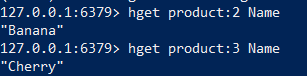 127.0.0.1:6379> hget product:2 Name
"Banana"
127.0.0.1:6379> hget product:3 Name
"Cherry"